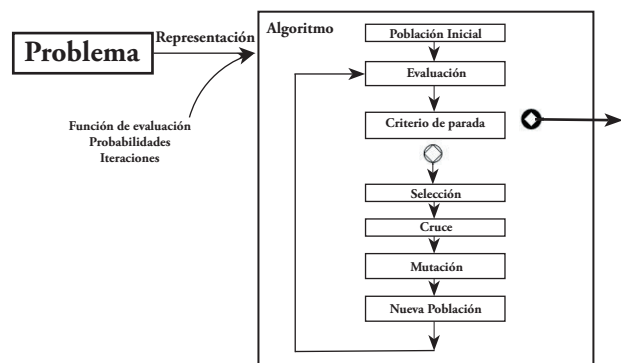 Problema
Representación
Función de evaluación
Probabilidades
Iteraciones
Algoritmo
Población Inicial
Evaluación
Criterio de parada
Selección
Cruce
Mutación
Nueva Población